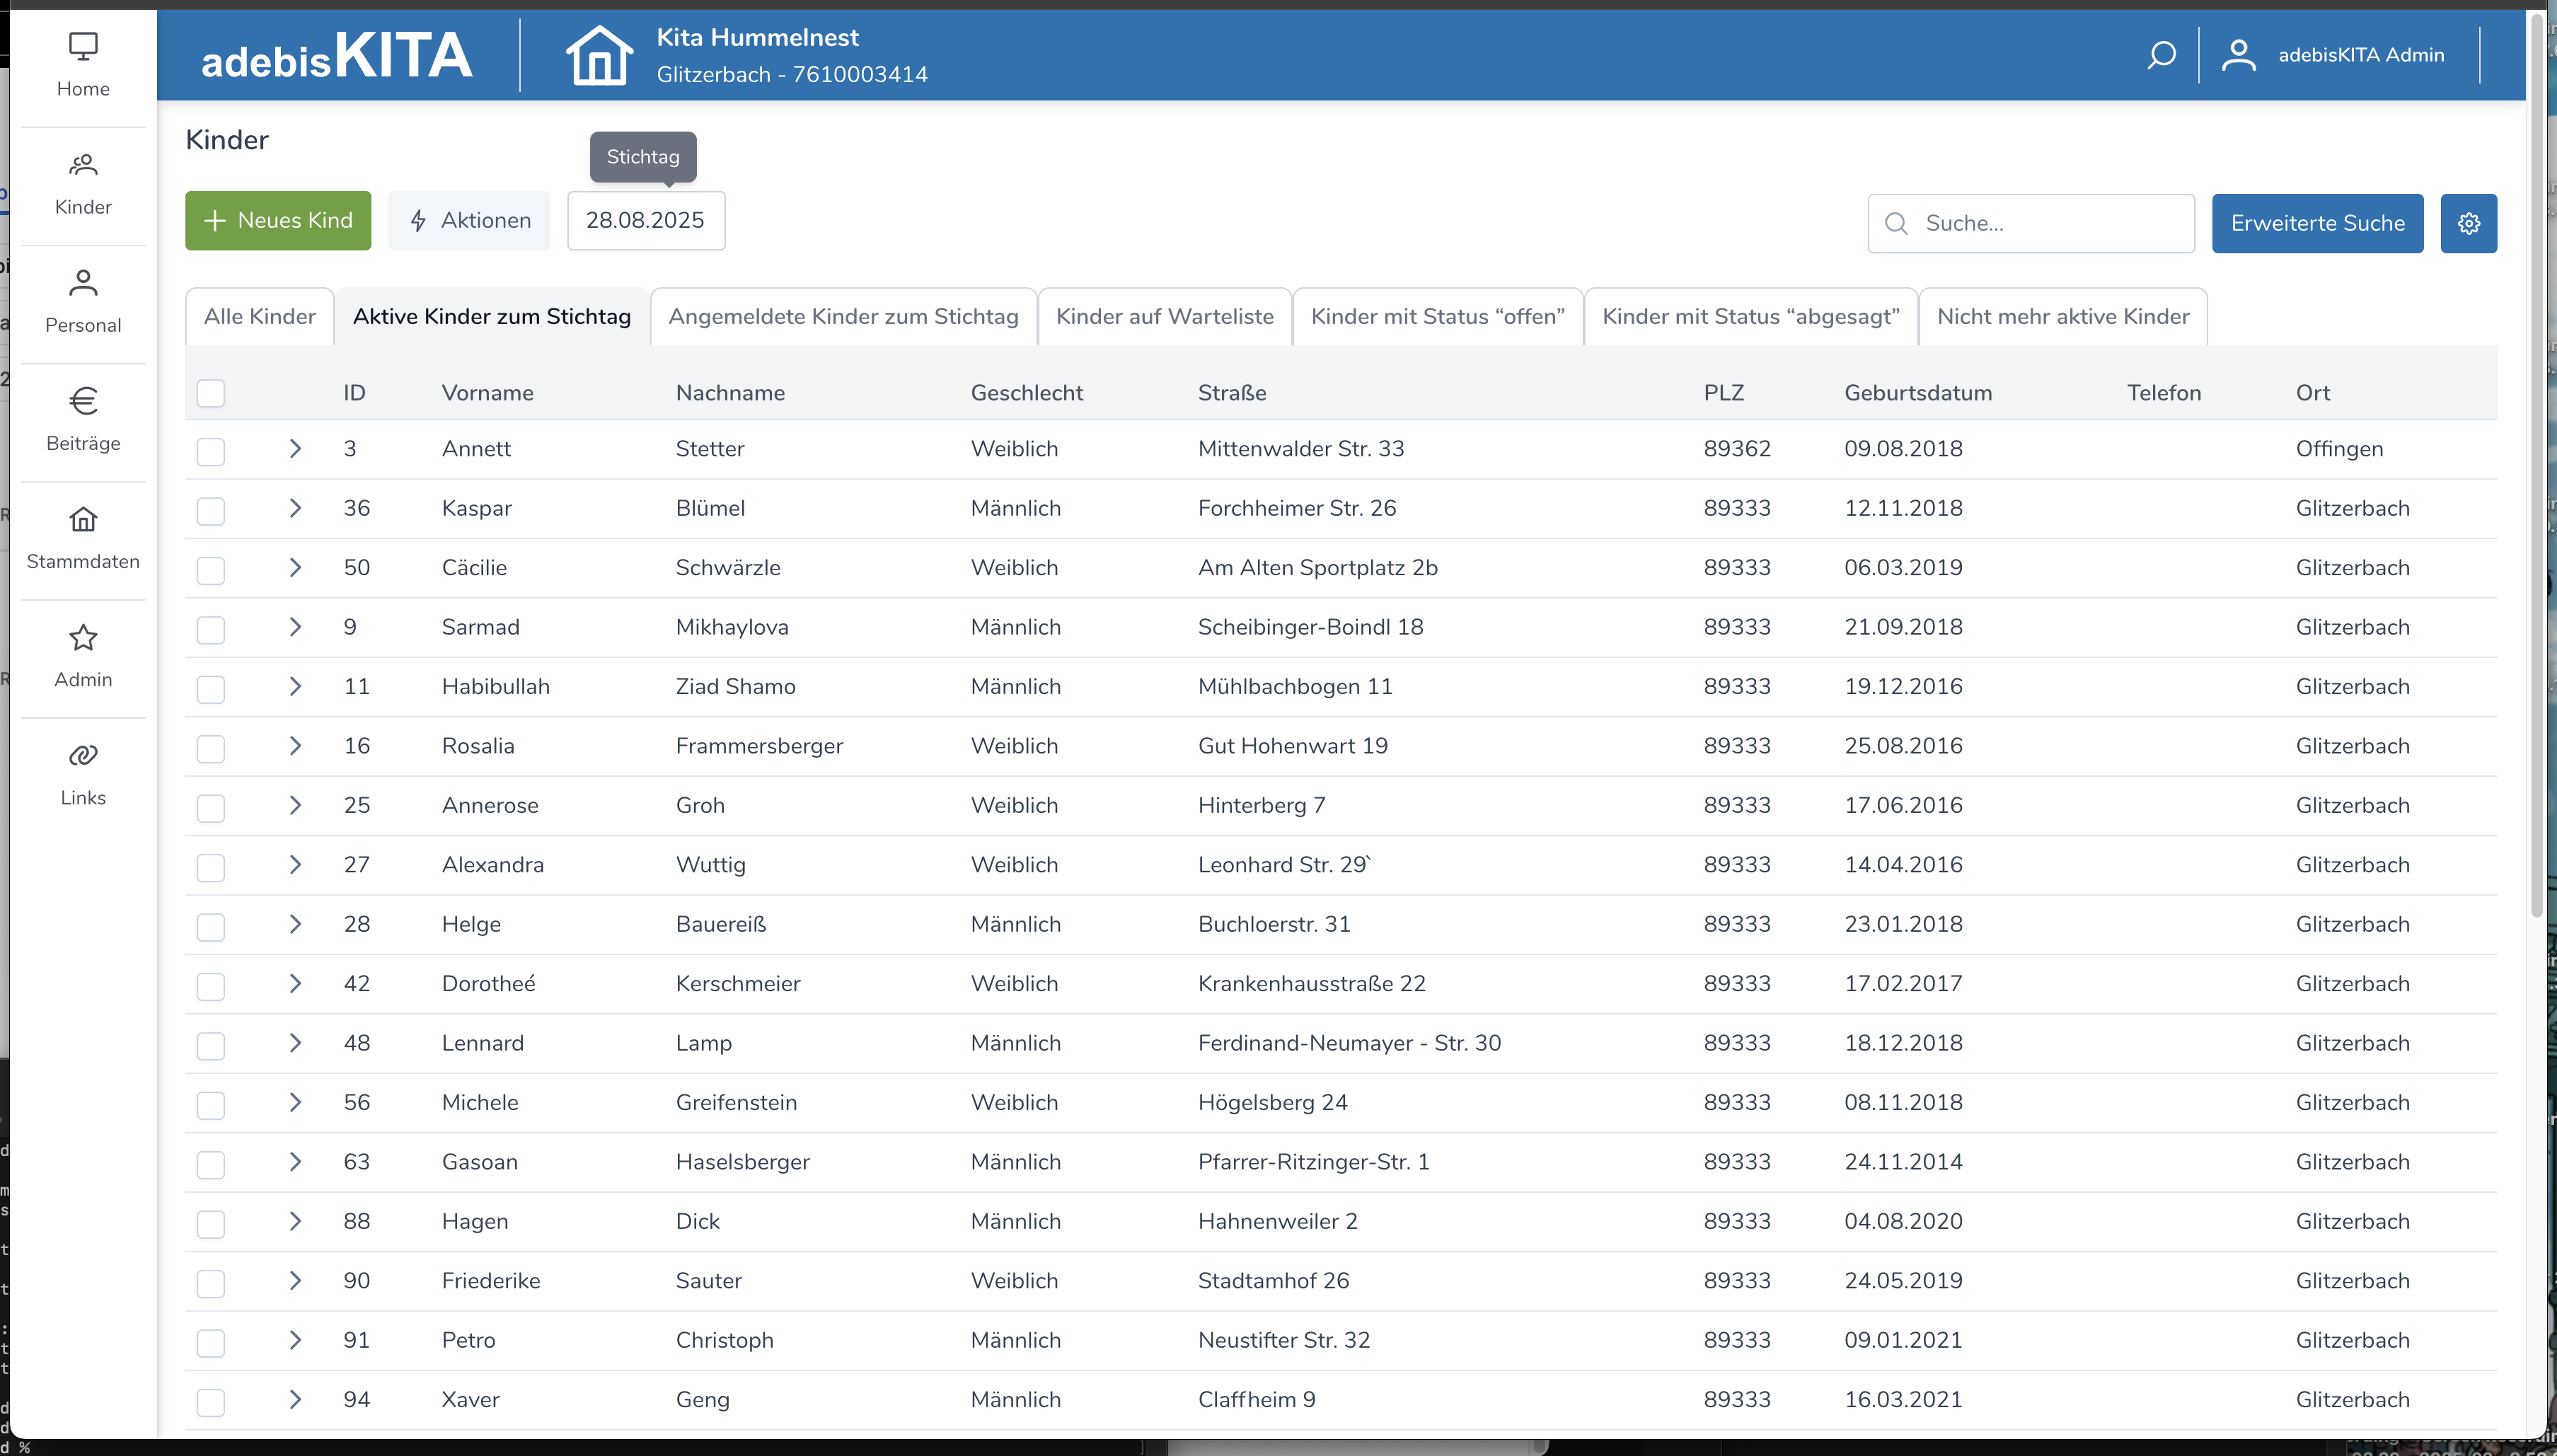 Home
Kinder
Personal
Beiträge
Stammdaten
Admin
Links
adebisKITA
Kita Hummelnest
Glitzerbach - 7610003414
adebisKITA Admin
Kinder
Stichtag
Neues Kind
Aktionen
28.08.2025
Suche...
Erweiterte Suche
Alle Kinder
Aktive Kinder zum Stichtag
Angemeldete Kinder zum Stichtag
Kinder auf Warteliste
Kinder mit Status “offen”
Kinder mit Status “abgesagt”
Nicht mehr aktive Kinder
ID Vorname Nachname Geschlecht Straße PLZ Geburtsdatum Telefon Ort
3 Annett Stetter Weiblich Mittenwalder Str. 33 89362 09.08.2018 Offingen
36 Kaspar Blümel Männlich Forchheimer Str. 26 89333 12.11.2018 Glitzerbach
50 Cäcilie Schwärzle Weiblich Am Alten Sportplatz 2b 89333 06.03.2019 Glitzerbach
9 Sarmad Mikhaylova Männlich Scheibinger-Boindl 18 89333 21.09.2018 Glitzerbach
11 Habibullah Ziad Shamo Männlich Mühlbachbogen 11 89333 19.12.2016 Glitzerbach
16 Rosalia Frammersberger Weiblich Gut Hohenwart 19 89333 25.08.2016 Glitzerbach
25 Annerose Groh Weiblich Hinterberg 7 89333 17.06.2016 Glitzerbach
27 Alexandra Wuttig Weiblich Leonhard Str. 29` 89333 14.04.2016 Glitzerbach
28 Helge Bauereiß Männlich Buchloerstr. 31 89333 23.01.2018 Glitzerbach
42 Dorotheé Kerschmeier Weiblich Krankenhausstraße 22 89333 17.02.2017 Glitzerbach
48 Lennard Lamp Männlich Ferdinand-Neumayer - Str. 30 89333 18.12.2018 Glitzerbach
56 Michele Greifenstein Weiblich Högelsberg 24 89333 08.11.2018 Glitzerbach
63 Gasoan Haselsberger Männlich Pfarrer-Ritzinger-Str. 1 89333 24.11.2014 Glitzerbach
88 Hagen Dick Männlich Hahnenweiler 2 89333 04.08.2020 Glitzerbach
90 Friederike Sauter Weiblich Stadtamhof 26 89333 24.05.2019 Glitzerbach
91 Petro Christoph Männlich Neustifter Str. 32 89333 09.01.2021 Glitzerbach
94 Xaver Geng Männlich Claffheim 9 89333 16.03.2021 Glitzerbach